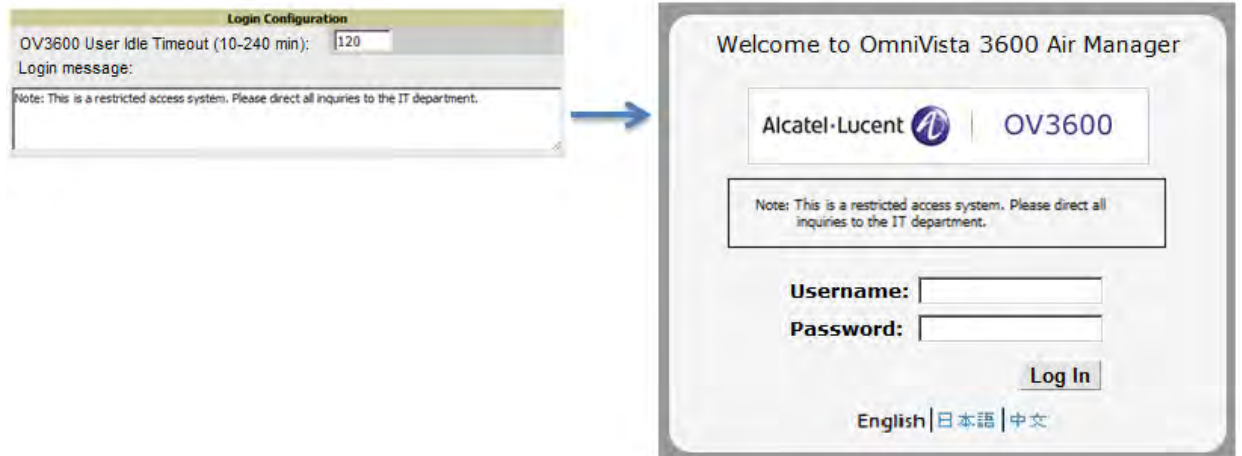 Login Configuration
OV3600 User Idle Timeout (10-240 min): 120
Login message:
Note: This is a restricted access system. Please direct all inquiries to the IT department.
Welcome to OmniVista 3600 Air Manager
Alcatel·Lucent | OV3600
Note: This is a restricted access system. Please direct all
inquiries to the IT department.
Username:
Password:
Log In
English|日本語|中文